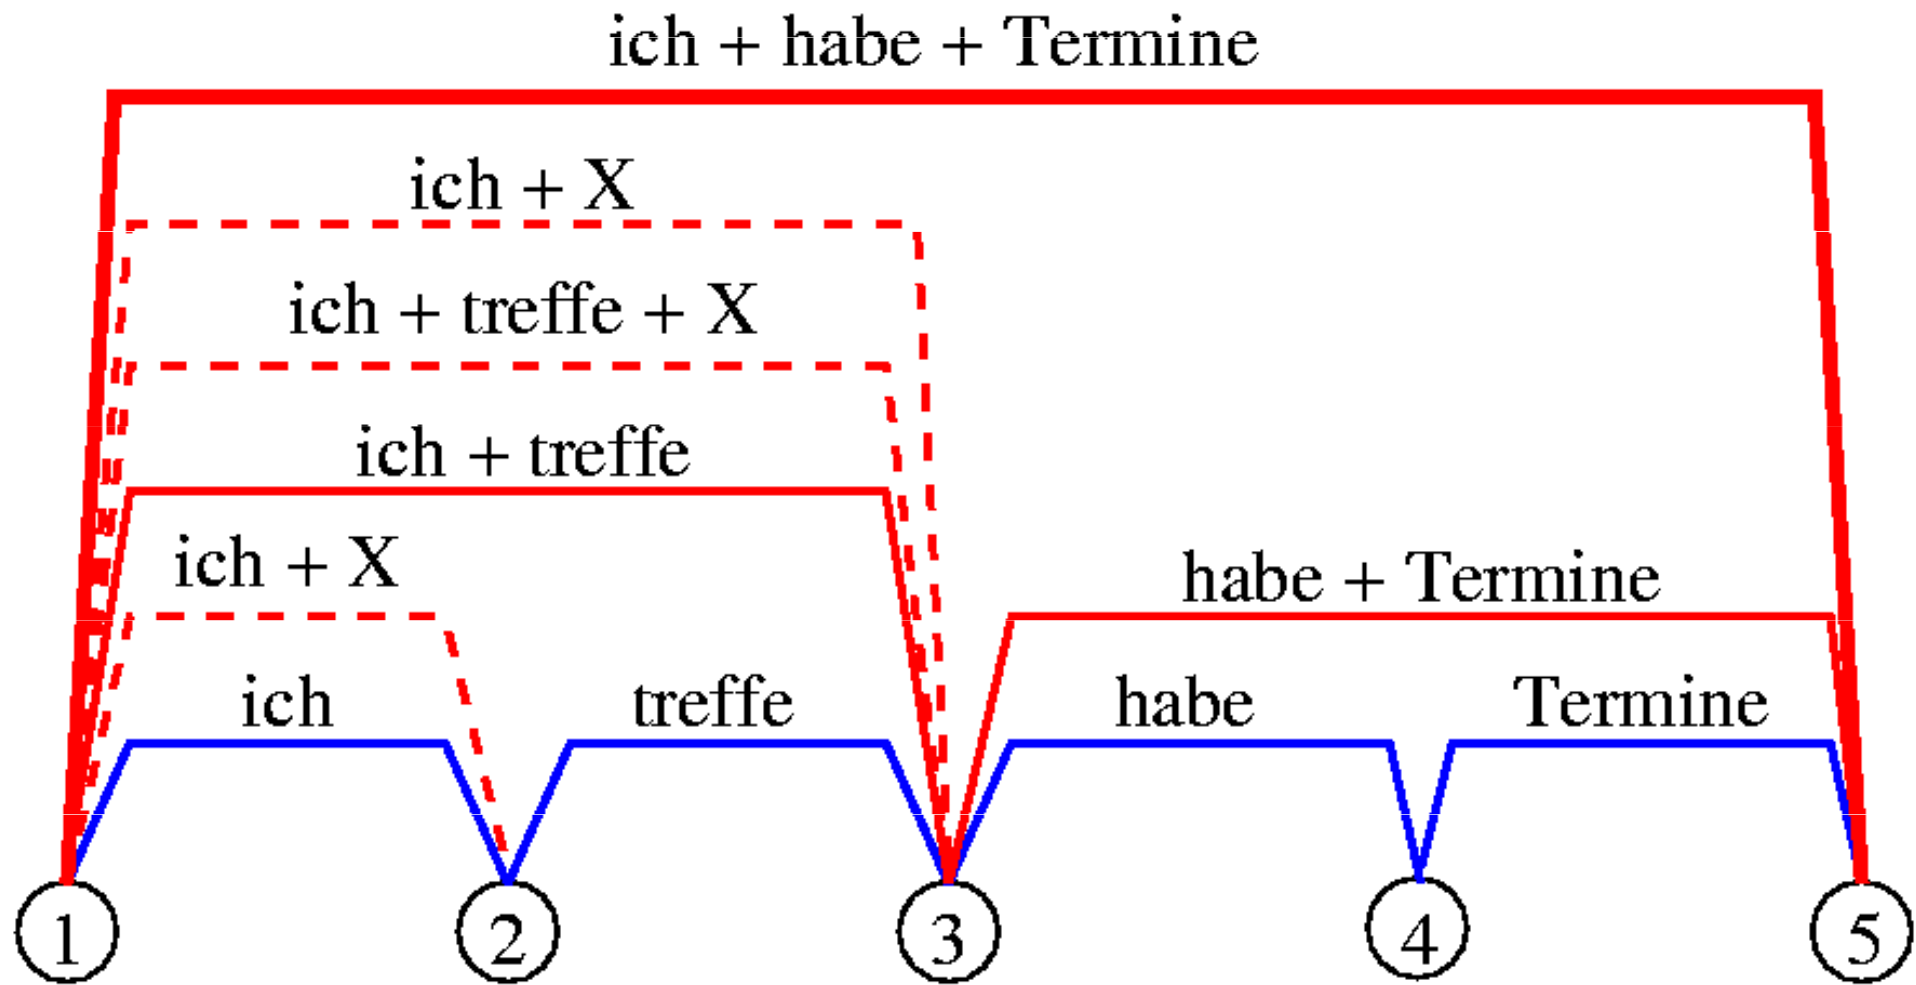 ich + habe + Termine
ich + X
ich + treffe + X
ich + treffe
ich + X
habe + Termine
ich treffe habe Termine
1 2 3 4 5